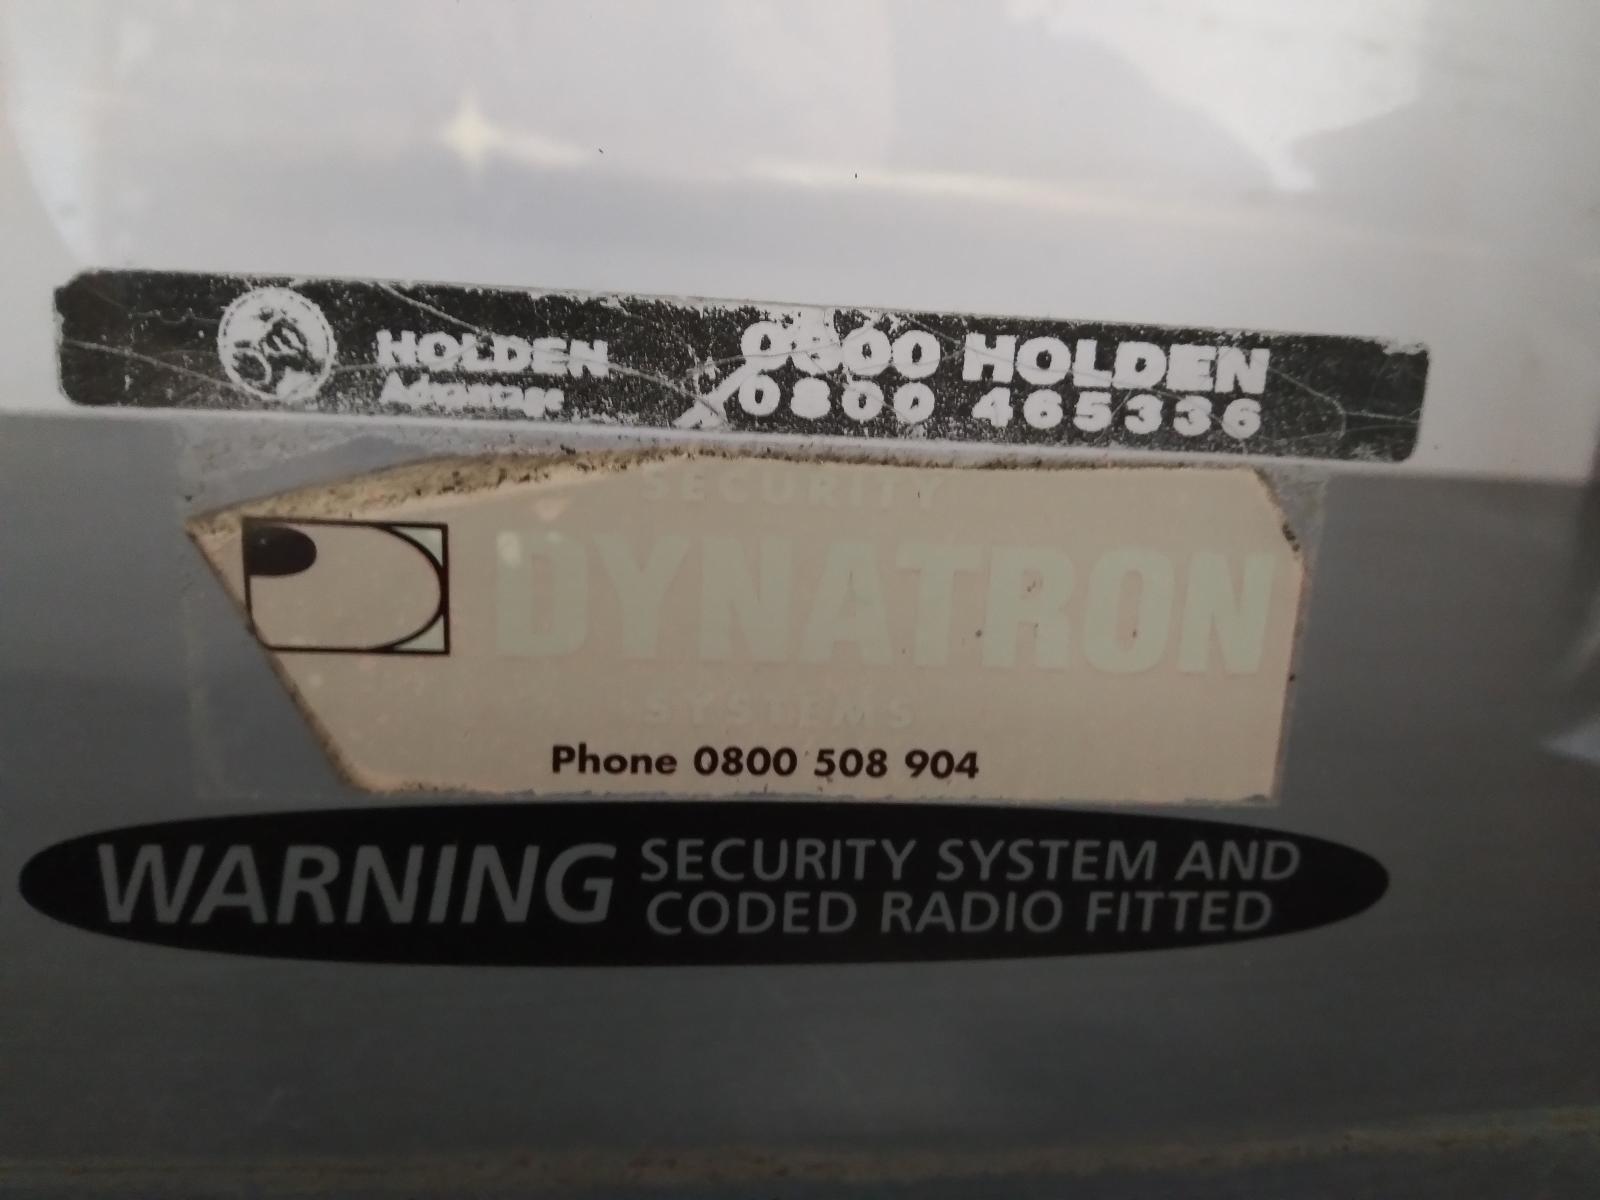 HOLDEN
Advantage
0800 HOLDEN
0800 465336
SECURITY
DYNATRON
SYSTEMS
Phone 0800 508 904
WARNING
SECURITY SYSTEM AND
CODED RADIO FITTED